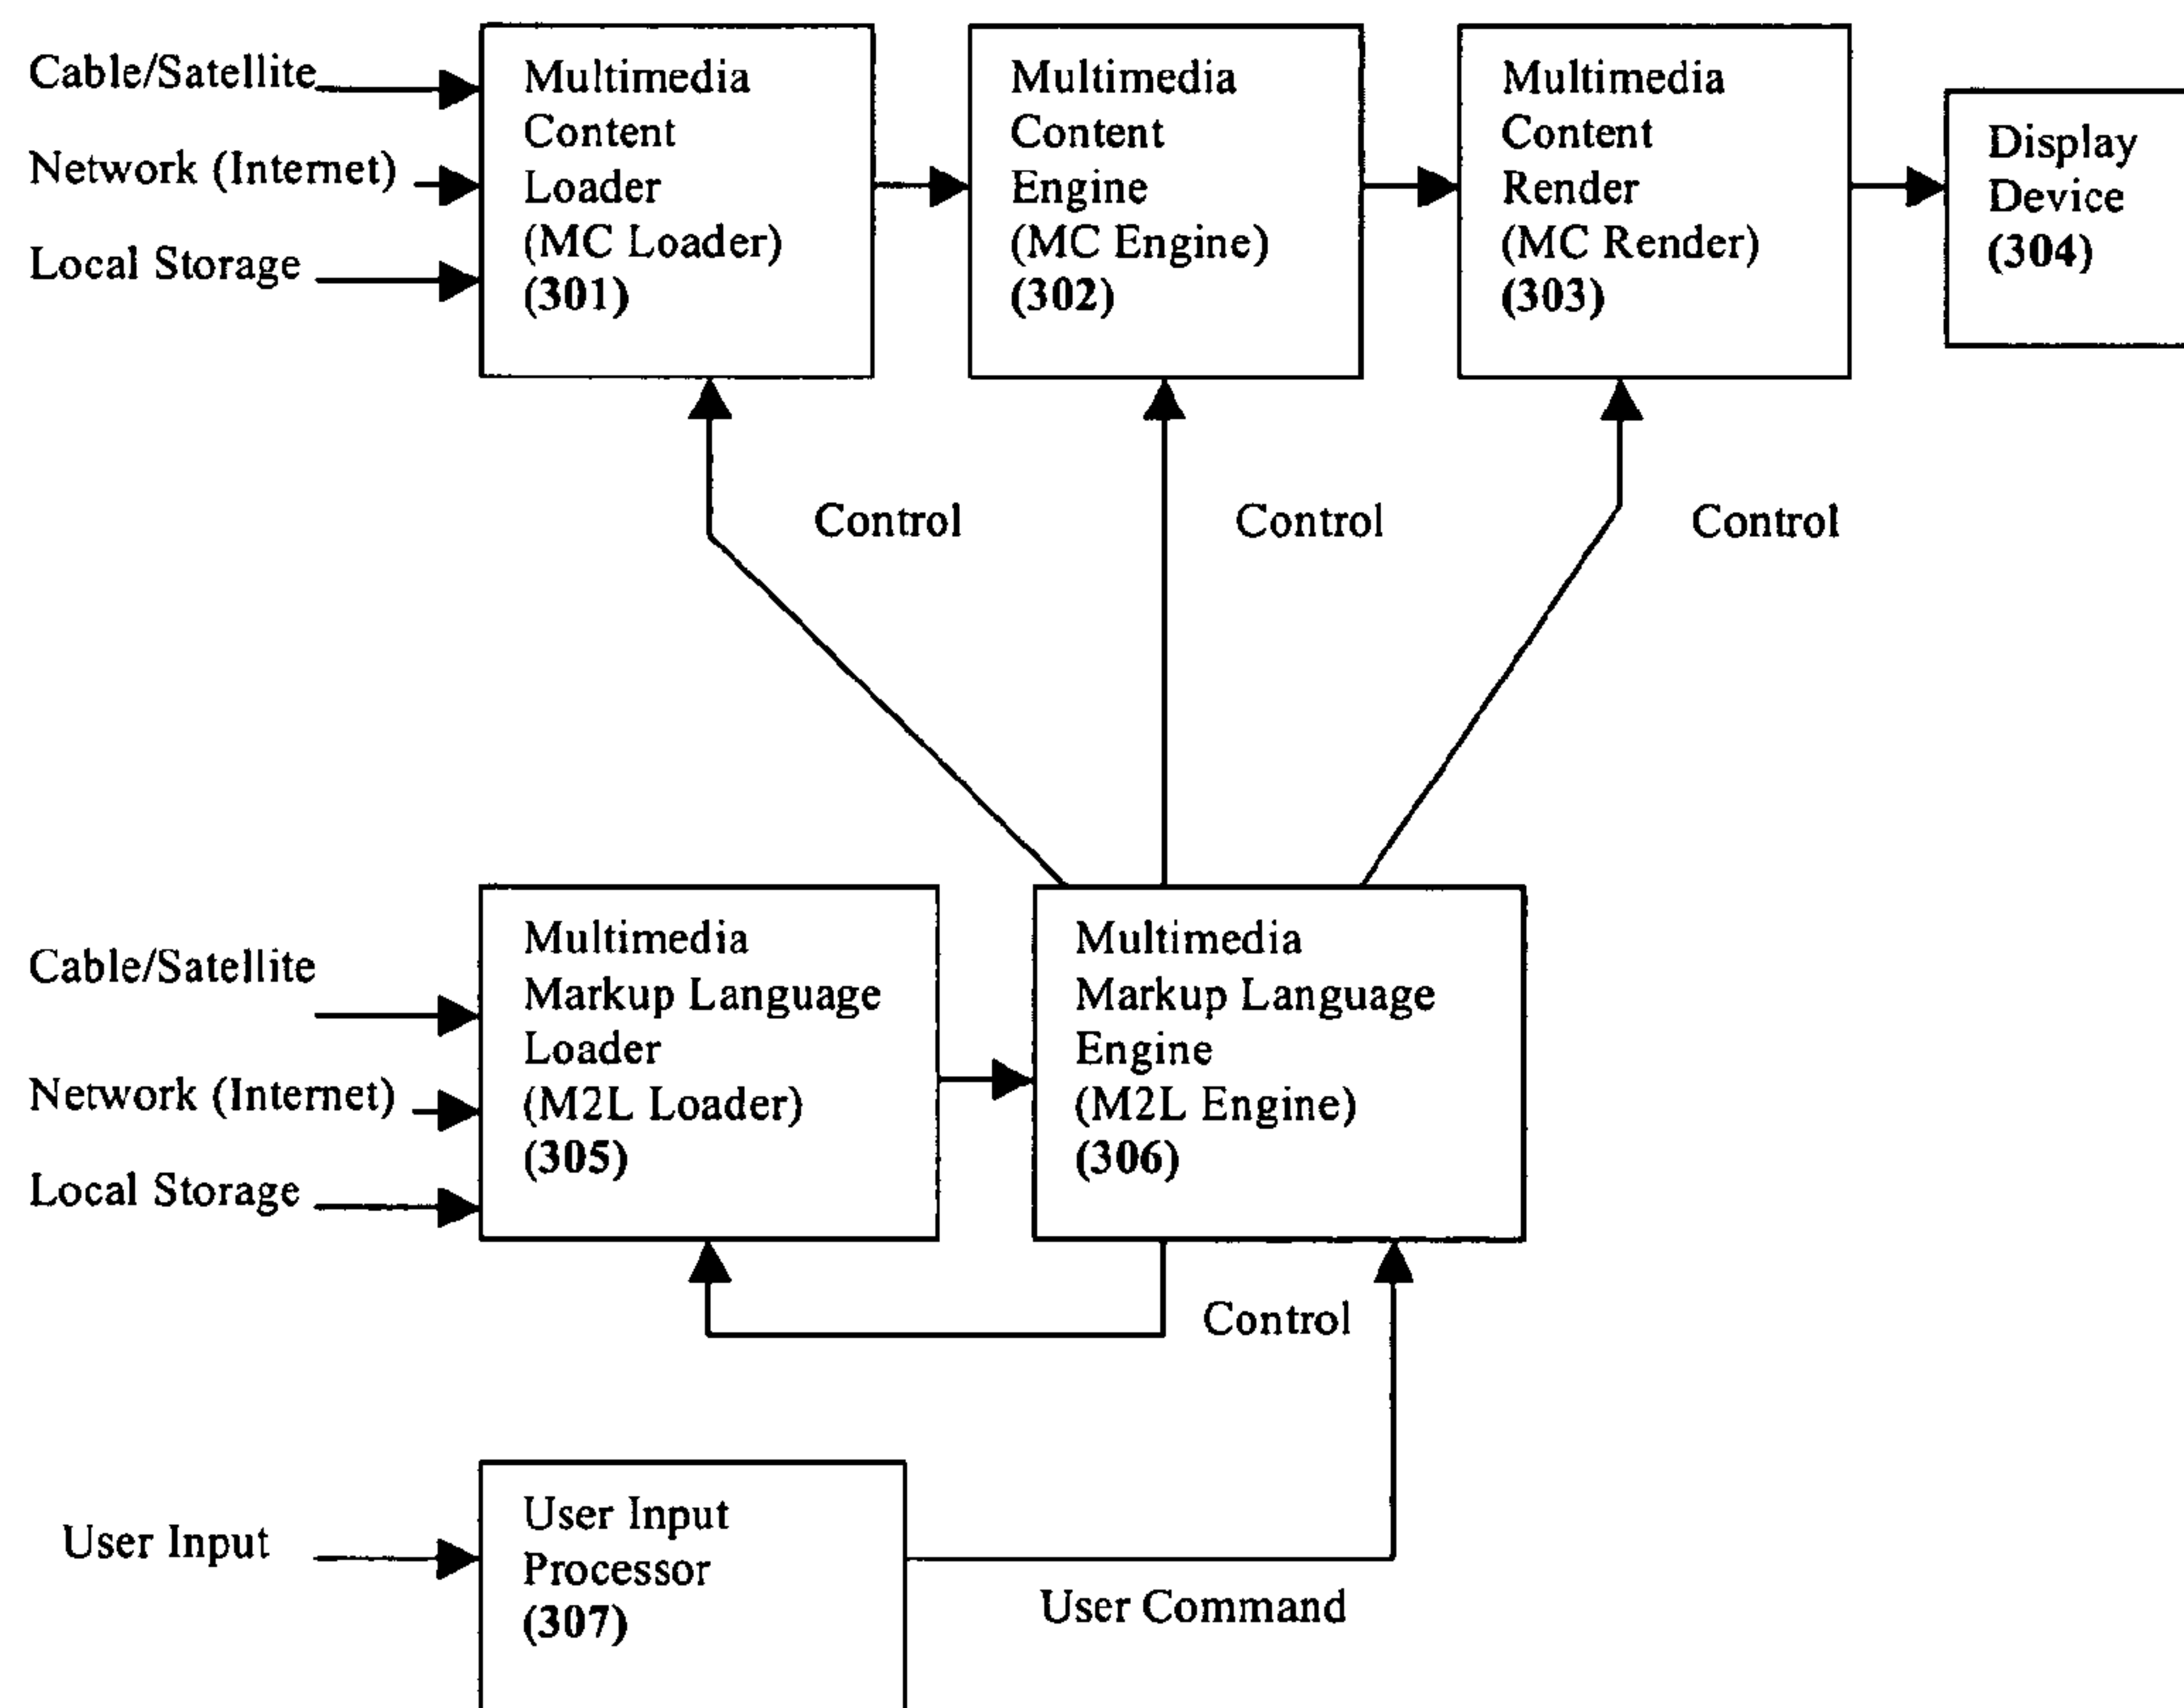 Cable/Satellite
Network (Internet)
Local Storage
Multimedia
Content
Loader
(MC Loader)
(301)
Multimedia
Content
Engine
(MC Engine)
(302)
Multimedia
Content
Render
(MC Render)
(303)
Display
Device
(304)
Control
Control
Control
Cable/Satellite
Network (Internet)
Local Storage
Multimedia
Markup Language
Loader
(M2L Loader)
(305)
Multimedia
Markup Language
Engine
(M2L Engine)
(306)
Control
User Input
User Input
Processor
(307)
User Command